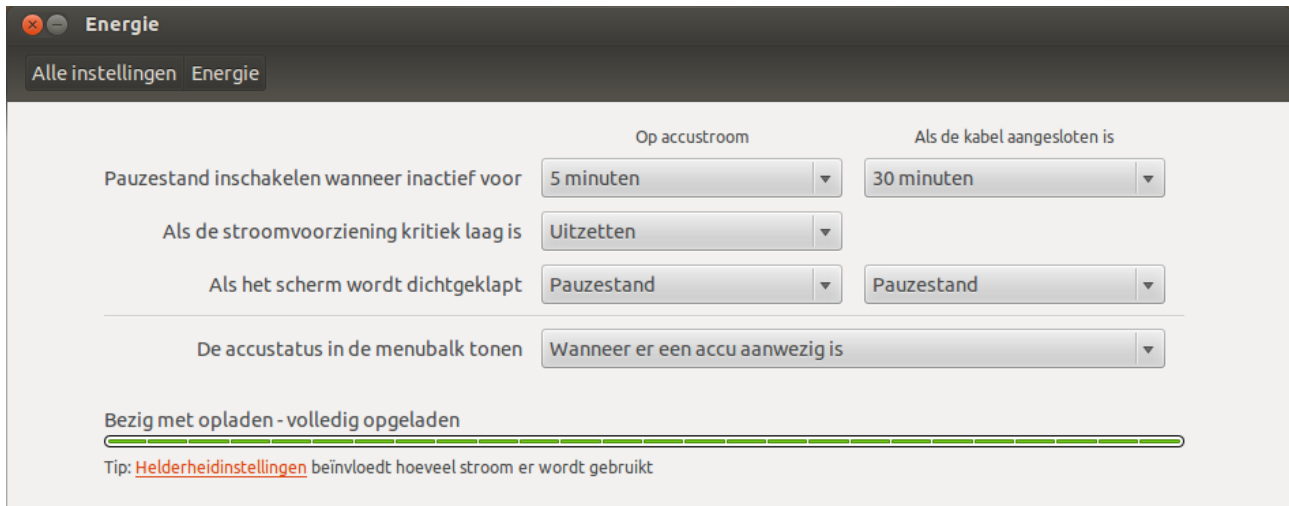 Energie
Alle instellingen Energie
Op accustroom Als de kabel aangesloten is
Pauzestand inschakelen wanneer inactief voor 5 minuten 30 minuten
Als de stroomvoorziening kritiek laag is Uitzetten
Als het scherm wordt dichtgeklapt Pauzestand Pauzestand
De accustatus in de menubalk tonen Wanneer er een accu aanwezig is
Bezig met opladen - volledig opgeladen
Tip: Helderheidinstellingen beïnvloedt hoeveel stroom er wordt gebruikt